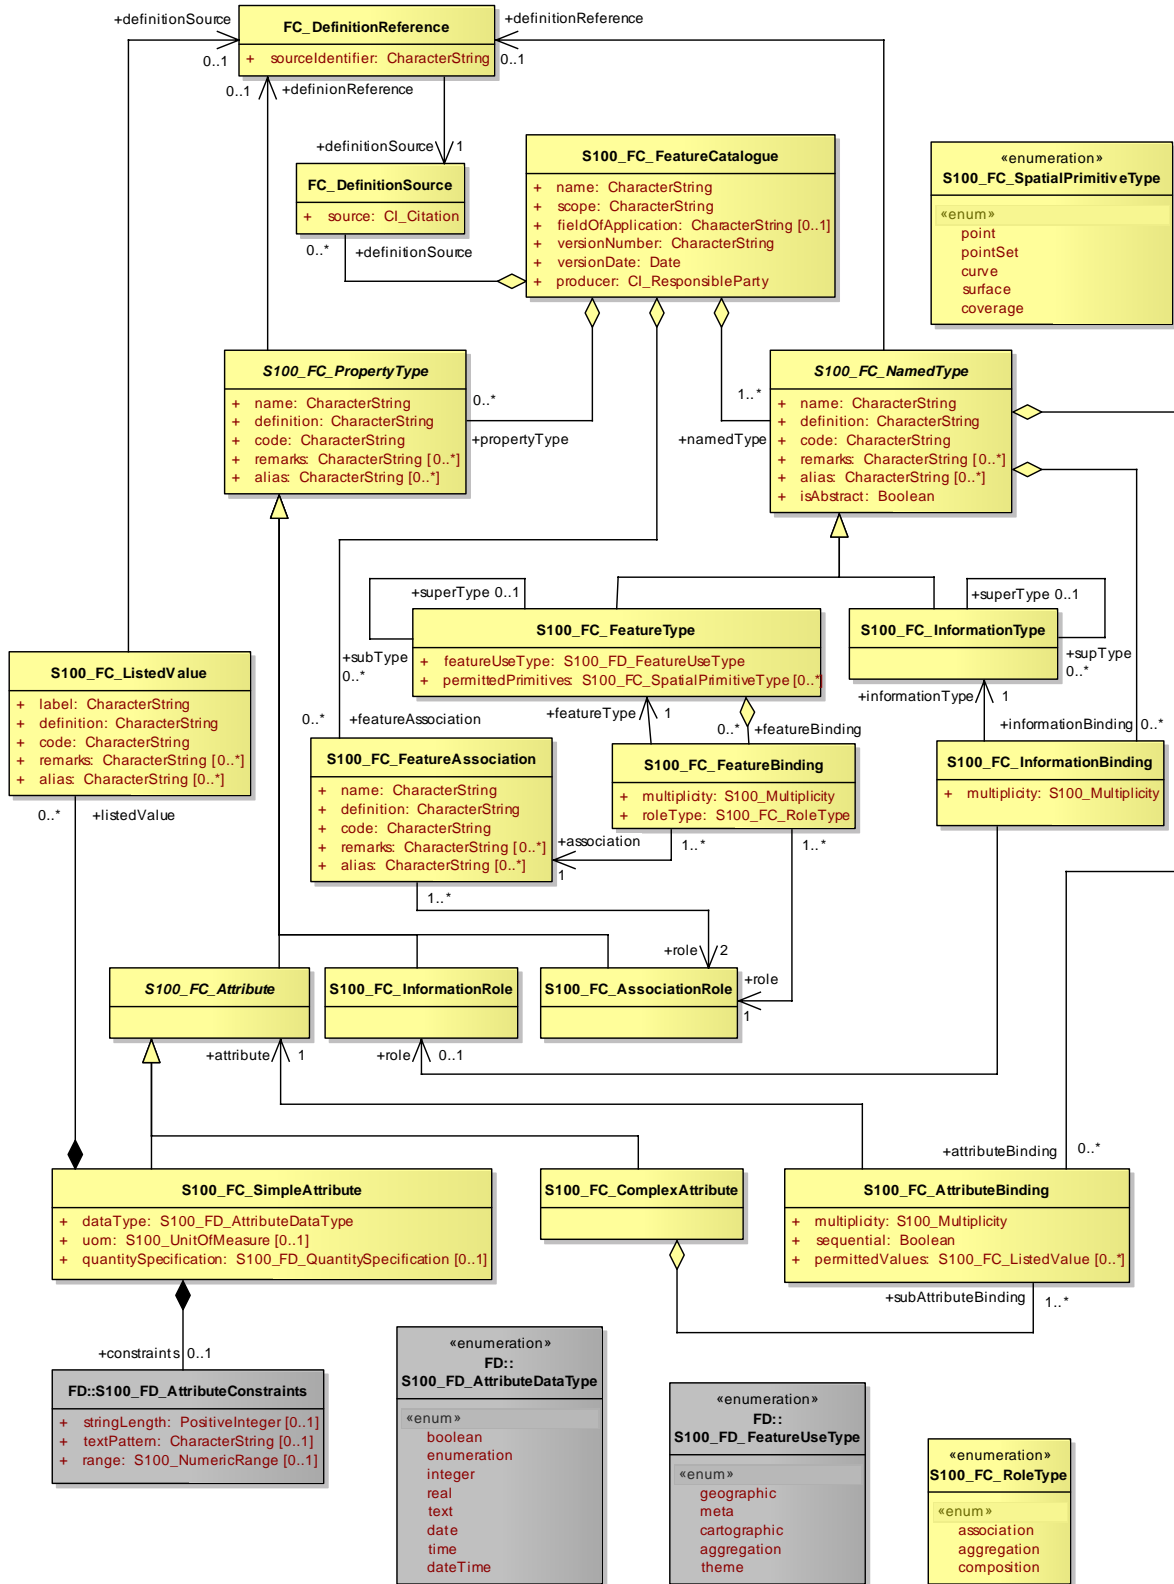 +definitionSource
0..1
FC_DefinitionReference
+ sourceIdentifier: CharacterString
+definitionReference
0..1
0..1
+definionReference
+definitionSource
1
FC_DefinitionSource
+ source: CI_Citation
0..*
+definitionSource
S100_FC_FeatureCatalogue
+ name: CharacterString
+ scope: CharacterString
+ fieldOfApplication: CharacterString [0..1]
+ versionNumber: CharacterString
+ versionDate: Date
+ producer: CI_ResponsibleParty
«enumeration»
S100_FC_SpatialPrimitiveType
«enum»
point
pointSet
curve
surface
coverage
S100_FC_PropertyType
+ name: CharacterString
+ definition: CharacterString
+ code: CharacterString
+ remarks: CharacterString [0..*]
+ alias: CharacterString [0..*]
0..*
+propertyType
1..*
+namedType
S100_FC_NamedType
+ name: CharacterString
+ definition: CharacterString
+ code: CharacterString
+ remarks: CharacterString [0..*]
+ alias: CharacterString [0..*]
+ isAbstract: Boolean
+superType 0..1
+subType
0..*
S100_FC_FeatureType
+ featureUseType: S100_FD_FeatureUseType
+ permittedPrimitives: S100_FC_SpatialPrimitiveType [0..*]
+superType 0..1
S100_FC_InformationType
+supType
0..*
S100_FC_ListedValue
+ label: CharacterString
+ definition: CharacterString
+ code: CharacterString
+ remarks: CharacterString [0..*]
+ alias: CharacterString [0..*]
0..*
+listedValue
0..*
+featureAssociation
+featureType
1
0..*
+featureBinding
+informationType
1
+informationBinding
0..*
S100_FC_FeatureAssociation
+ name: CharacterString
+ definition: CharacterString
+ code: CharacterString
+ remarks: CharacterString [0..*]
+ alias: CharacterString [0..*]
S100_FC_FeatureBinding
+ multiplicity: S100_Multiplicity
+ roleType: S100_FC_RoleType
S100_FC_InformationBinding
+ multiplicity: S100_Multiplicity
+association
1
1..*
1..*
1..*
+role
2
+role
1
S100_FC_Attribute
S100_FC_InformationRole
S100_FC_AssociationRole
+attribute
1
+role
0..1
+attributeBinding
0..*
S100_FC_SimpleAttribute
+ dataType: S100_FD_AttributeDataType
+ uom: S100_UnitOfMeasure [0..1]
+ quantitySpecification: S100_FD_QuantitySpecification [0..1]
S100_FC_ComplexAttribute
S100_FC_AttributeBinding
+ multiplicity: S100_Multiplicity
+ sequential: Boolean
+ permittedValues: S100_FC_ListedValue [0..*]
+subAttributeBinding
1..*
+constraints 0..1
FD::S100_FD_AttributeConstraints
+ stringLength: PositiveInteger [0..1]
+ textPattern: CharacterString [0..1]
+ range: S100_NumericRange [0..1]
«enumeration»
FD::
S100_FD_AttributeDataType
«enum»
boolean
enumeration
integer
real
text
date
time
dateTime
«enumeration»
FD::
S100_FD_FeatureUseType
«enum»
geographic
meta
cartographic
aggregation
theme
«enumeration»
S100_FC_RoleType
«enum»
association
aggregation
composition